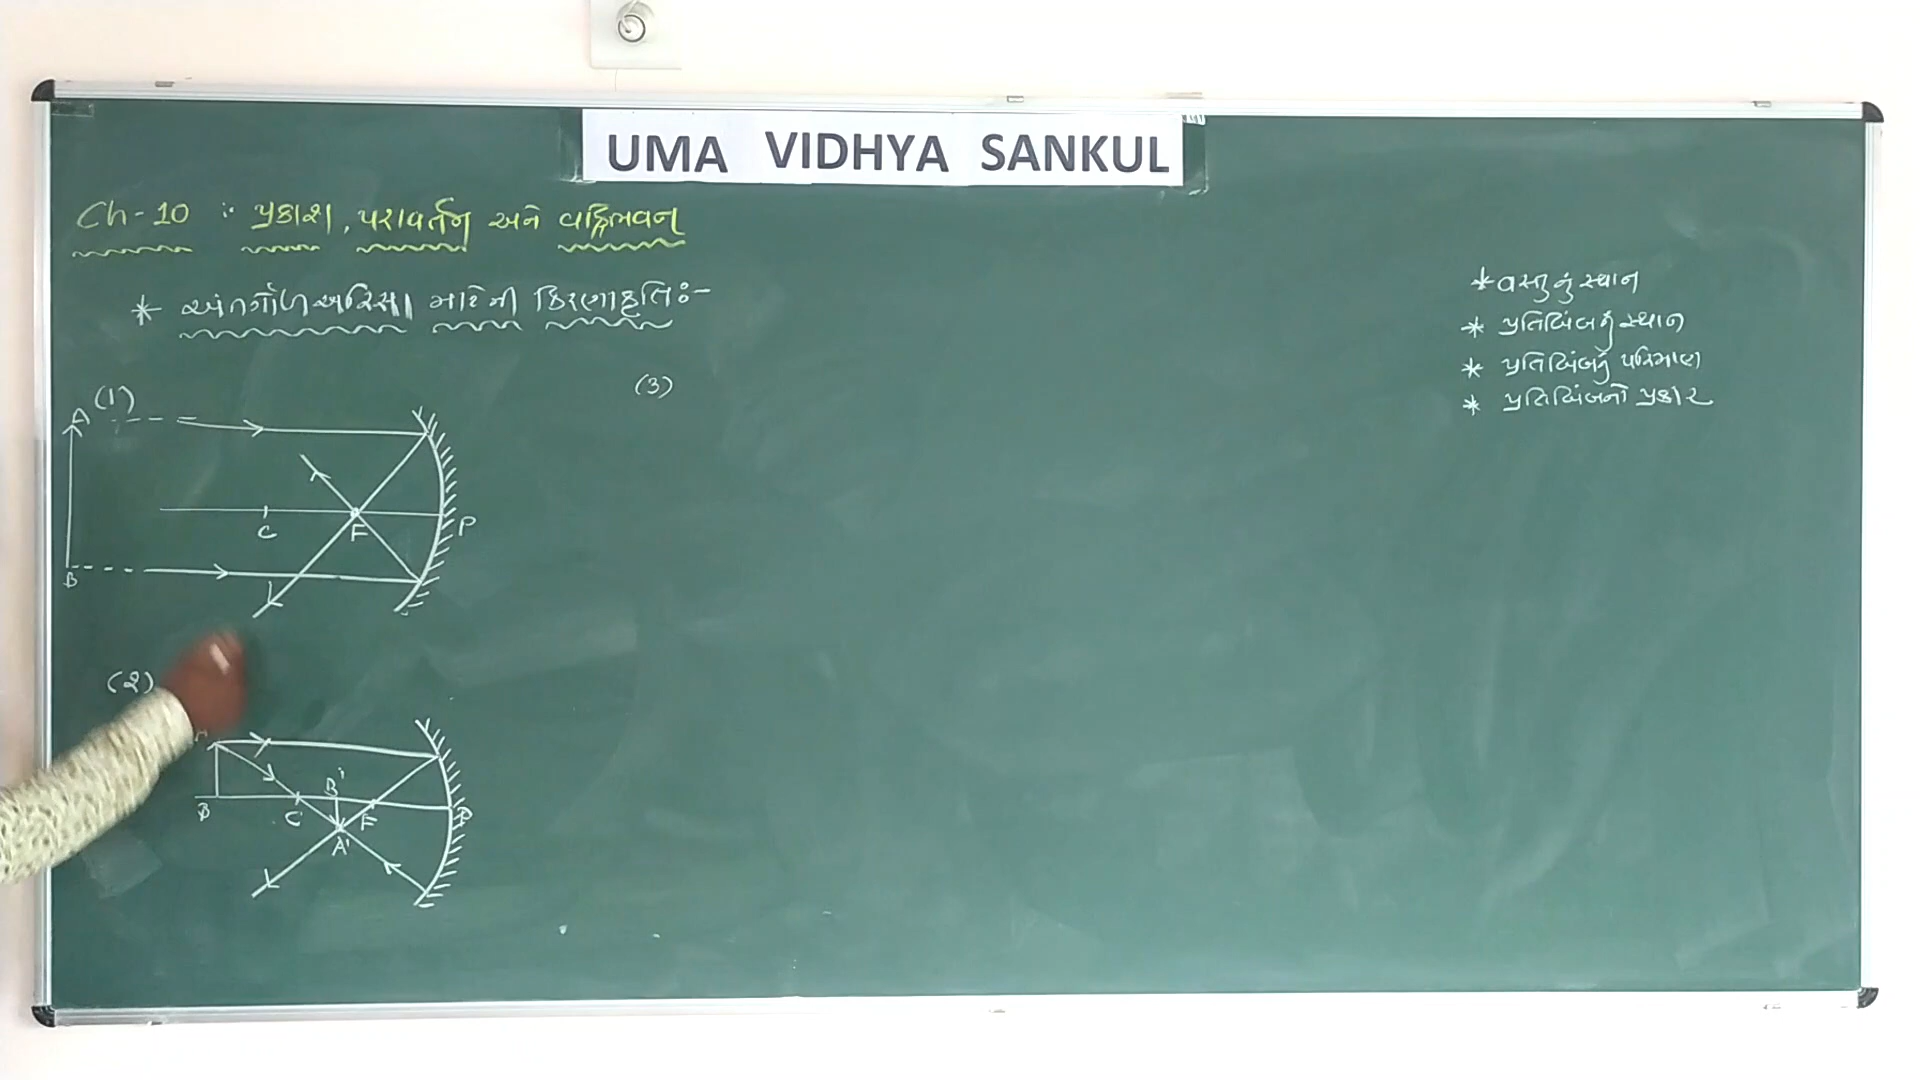 UMA VIDHYA SANKUL
Ch-10 : પ્રકાશ, પરાવર્તન અને વક્રીભવન
* અંતર્ગોળ અરિસા માટેની કિરણાકૃતિ:-
* વસ્તુનું સ્થાન
* પ્રતિબિંબનું સ્થાન
* પ્રતિબિંબનું પરિમાણ
* પ્રતિબિંબનો પ્રકાર
(1)
A
C
F
P
B
(2)
B
C
B'
F
P
A'
(3)